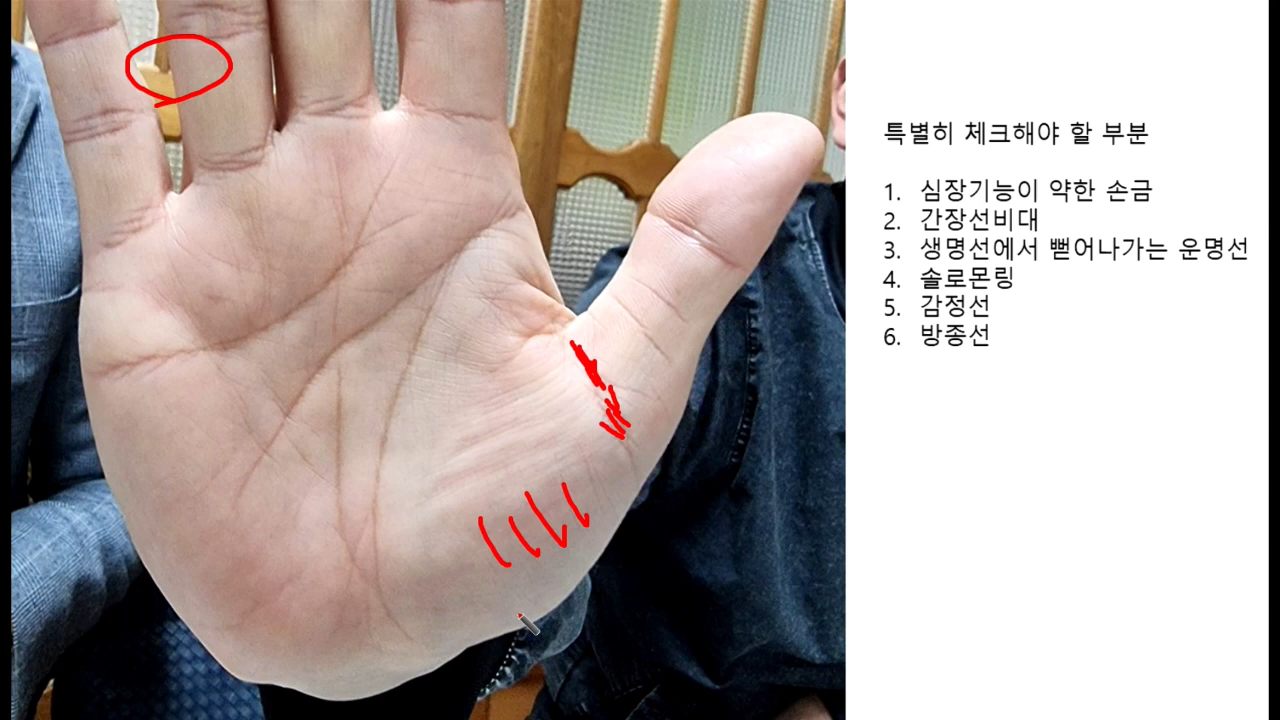 특별히 체크해야 할 부분
1. 심장기능이 약한 손금
2. 간장선비대
3. 생명선에서 뻗어나가는 운명선
4. 솔로몬링
5. 감정선
6. 방종선